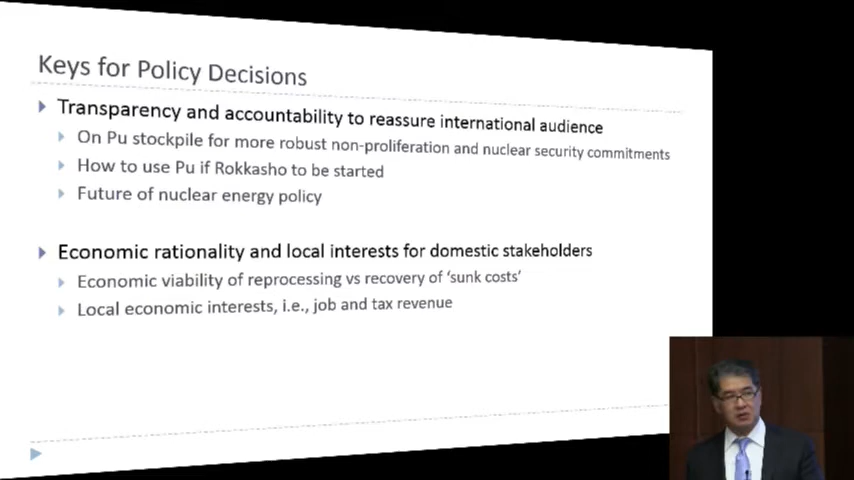 Keys for Policy Decisions
Transparency and accountability to reassure international audience
On Pu stockpile for more robust non-proliferation and nuclear security commitments
How to use Pu if Rokkasho to be started
Future of nuclear energy policy
Economic rationality and local interests for domestic stakeholders
Economic viability of reprocessing vs recovery of ‘sunk costs’
Local economic interests, i.e., job and tax revenue